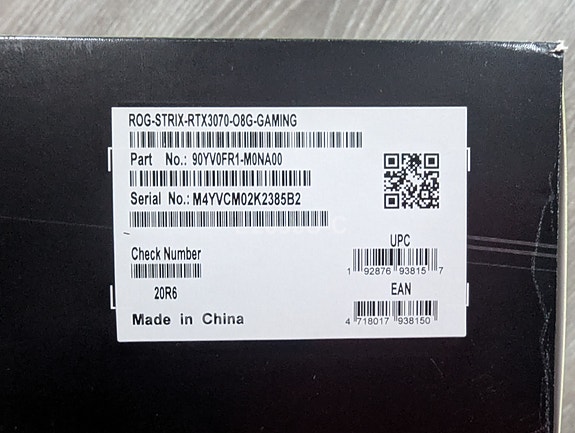 ROG-STRIX-RTX3070-O8G-GAMING
Part No.: 90YV0FR1-M0NA00
Serial No.: M4YVCM02K2385B2
Check Number
20R6
Made in China
UPC
1 92876 93815 7
EAN
4 718017 938150